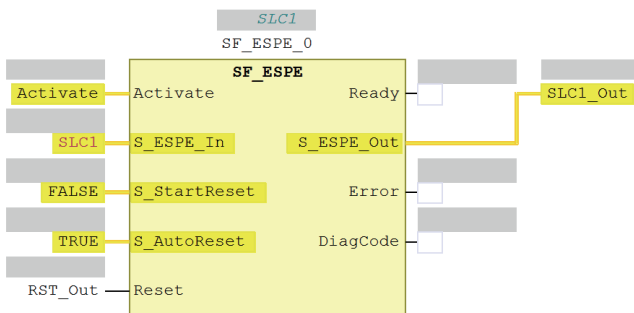 SLC1
SF_ESPE_0
SF_ESPE
Activate Activate Ready SLC1_Out
SLC1 S_ESPE_In S_ESPE_Out
FALSE S_StartReset Error
TRUE S_AutoReset DiagCode
RST_Out Reset